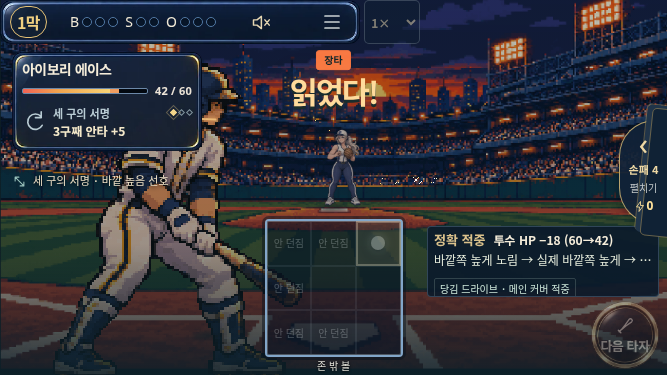 1막 B○○○ S○○ O○○○
1×
아이보리 에이스
42 / 60
세 구의 서명
3구째 안타 +5
세 구의 서명 · 바깥 높음 선호
장타
읽었다!
손패 4
펼치기
0
안 던짐 안 던짐
안 던짐
안 던짐 안 던짐
존 밖 볼
정확 적중 투수 HP −18 (60→42)
바깥쪽 높게 노림 → 실제 바깥쪽 높게 → ···
당김 드라이브 · 메인 커버 적중
다음 타자